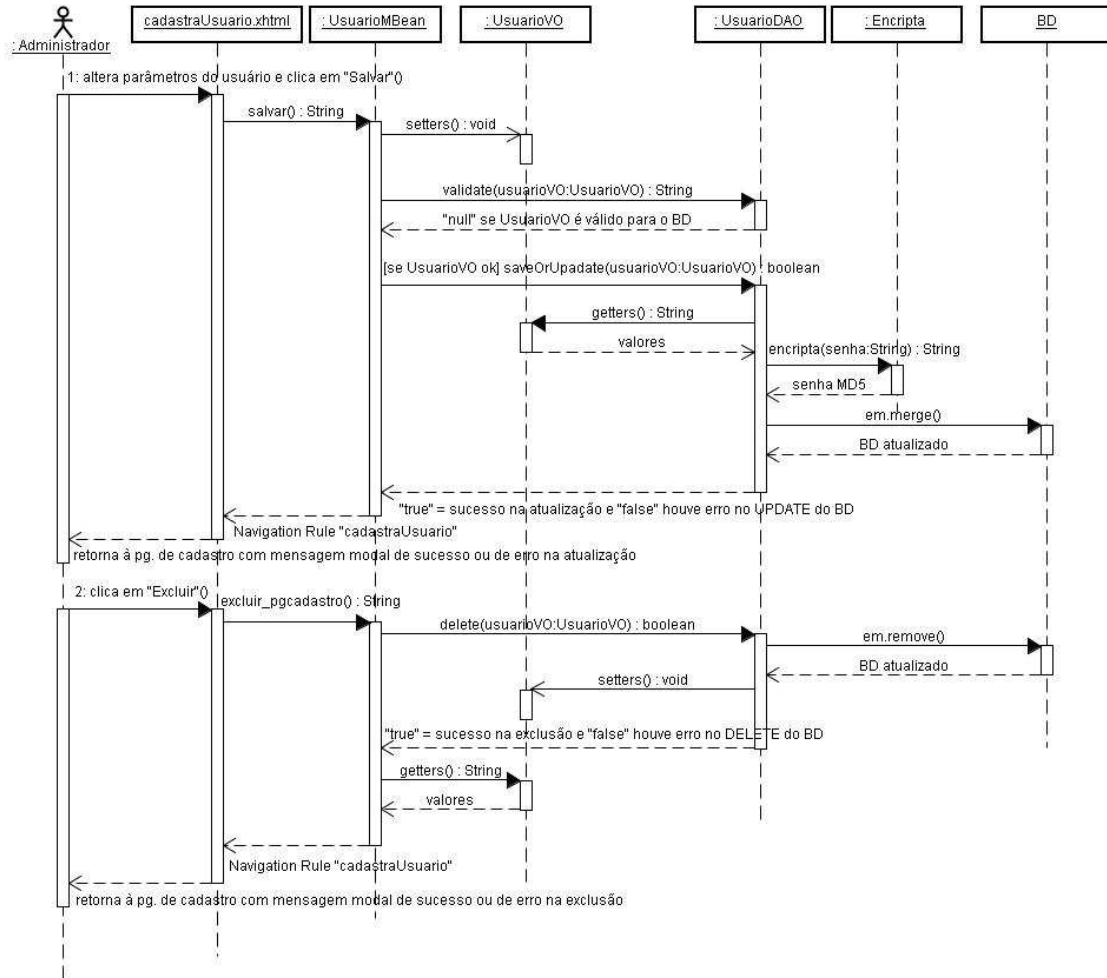 : Administrador
cadastraUsuario.xhtml
: UsuarioMBean
: UsuarioVO
: UsuarioDAO
: Encripta
BD
1: altera parâmetros do usuário e clica em "Salvar"()
salvar() : String
setters() : void
validate(usuarioVO:UsuarioVO) : String
"null" se UsuarioVO é válido para o BD
[se UsuarioVO ok] saveOrUpadate(usuarioVO:UsuarioVO) : boolean
getters() : String
valores
encripta(senha:String) : String
senha MD5
em.merge()
BD atualizado
"true" = sucesso na atualização e "false" houve erro no UPDATE do BD
Navigation Rule "cadastraUsuario"
retorna à pg. de cadastro com mensagem modal de sucesso ou de erro na atualização
2: clica em "Excluir"()
excluir_pgcadastro() : String
delete(usuarioVO:UsuarioVO) : boolean
em.remove()
BD atualizado
setters() : void
"true" = sucesso na exclusão e "false" houve erro no DELETE do BD
getters() : String
valores
Navigation Rule "cadastraUsuario"
retorna à pg. de cadastro com mensagem modal de sucesso ou de erro na exclusão